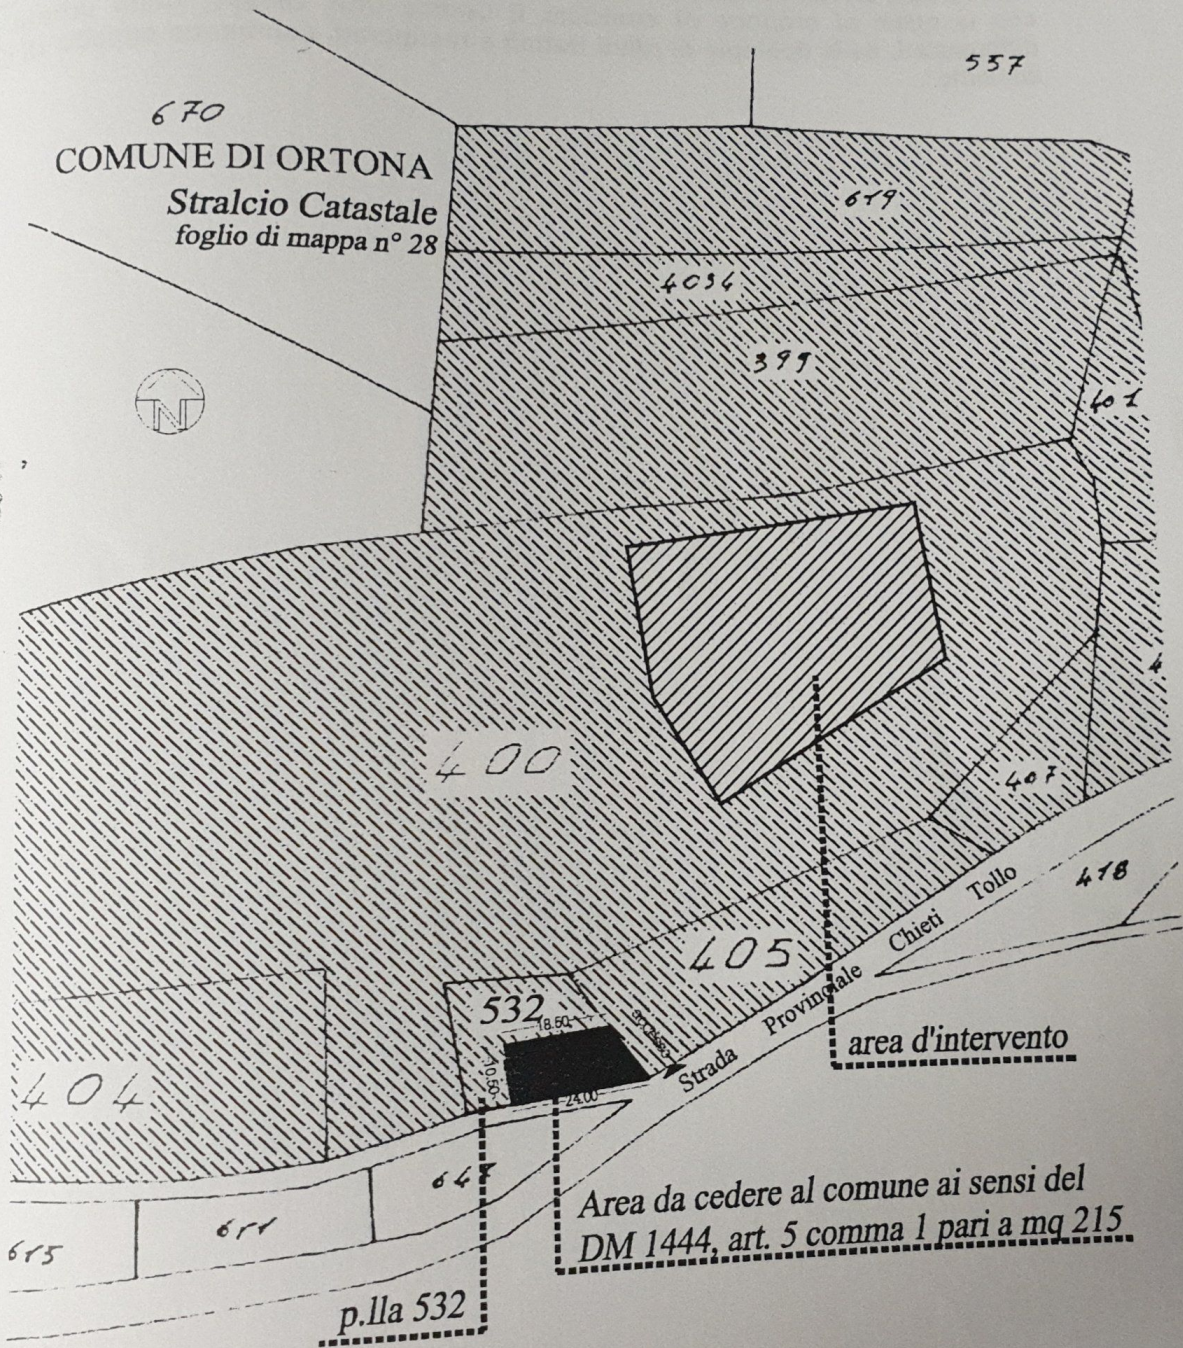 557
670
COMUNE DI ORTONA
Stralcio Catastale
foglio di mappa n° 28
619
4034
399
401
N
400
407
418
405
Strada Provinciale Chieti Tollo
532
18.50
10.50
24.00
area d'intervento
404
Area da cedere al comune ai sensi del
DM 1444, art. 5 comma 1 pari a mq 215
611
615
p.lla 532